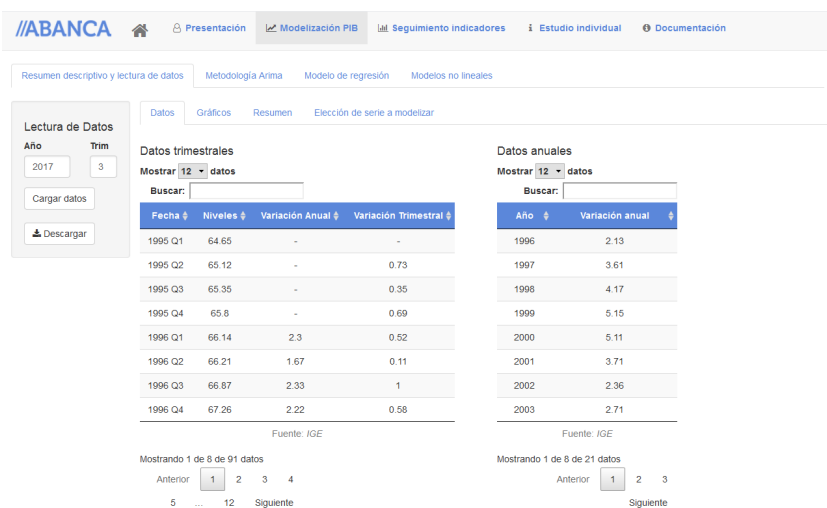 //ABANCA Presentación Modelización PIB Seguimiento indicadores Estudio individual Documentación
Resumen descriptivo y lectura de datos Metodología Arima Modelo de regresión Modelos no lineales
Lectura de Datos
Año Trim
2017 3
Cargar datos
Descargar
Datos Gráficos Resumen Elección de serie a modelizar
Datos trimestrales
Mostrar 12 datos
Buscar:
Fecha Niveles Variación Anual Variación Trimestral
1995 Q1 64.65 - -
1995 Q2 65.12 - 0.73
1995 Q3 65.35 - 0.35
1995 Q4 65.8 - 0.69
1996 Q1 66.14 2.3 0.52
1996 Q2 66.21 1.67 0.11
1996 Q3 66.87 2.33 1
1996 Q4 67.26 2.22 0.58
Fuente: IGE
Mostrando 1 de 8 de 91 datos
Anterior 1 2 3 4
5 ... 12 Siguiente
Datos anuales
Mostrar 12 datos
Buscar:
Año Variación anual
1996 2.13
1997 3.61
1998 4.17
1999 5.15
2000 5.11
2001 3.71
2002 2.36
2003 2.71
Fuente: IGE
Mostrando 1 de 8 de 21 datos
Anterior 1 2 3
Siguiente